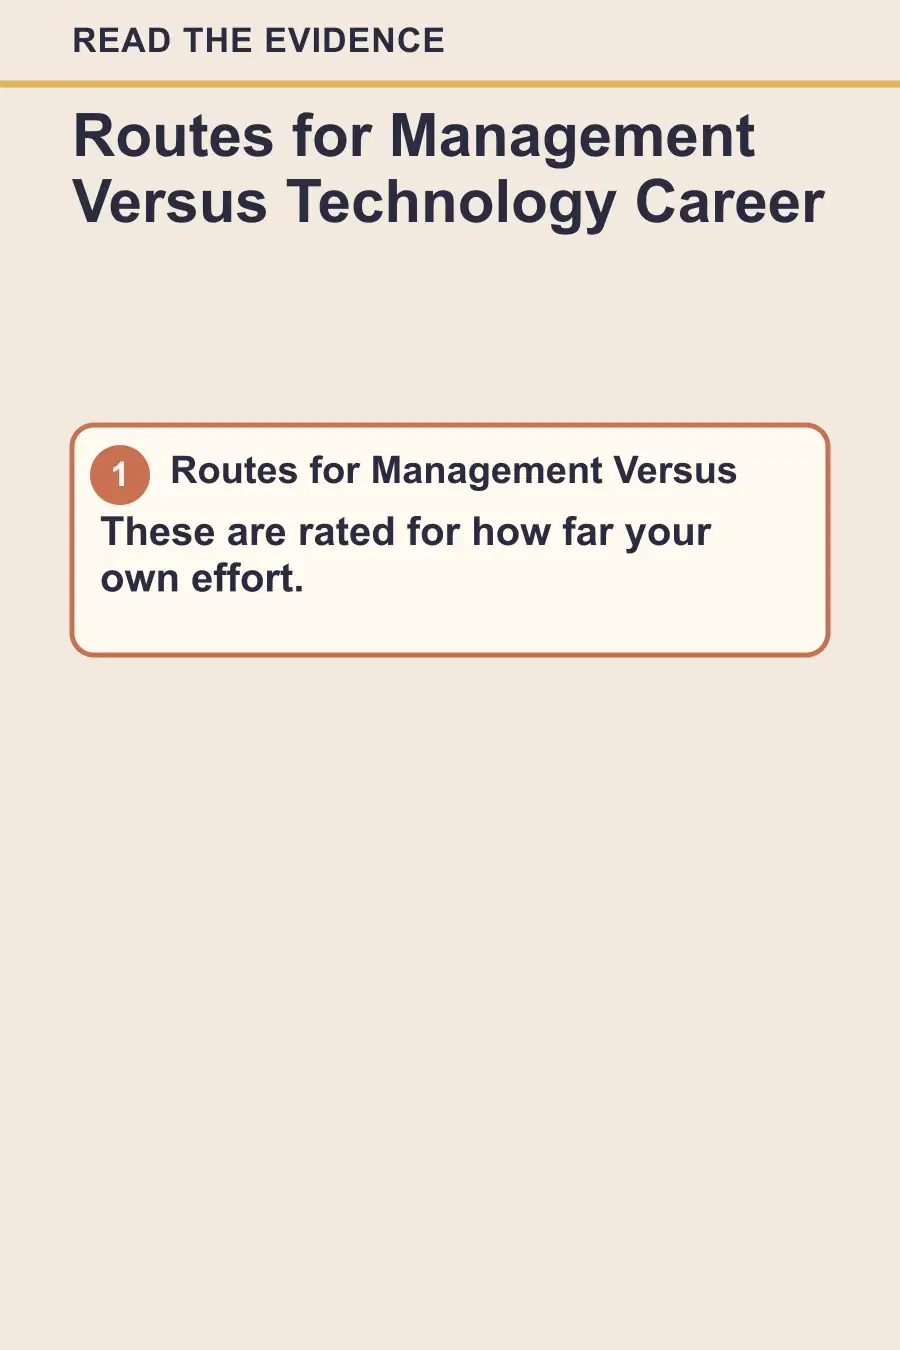 READ THE EVIDENCE
Routes for Management
Versus Technology Career
1 Routes for Management Versus
These are rated for how far your
own effort.